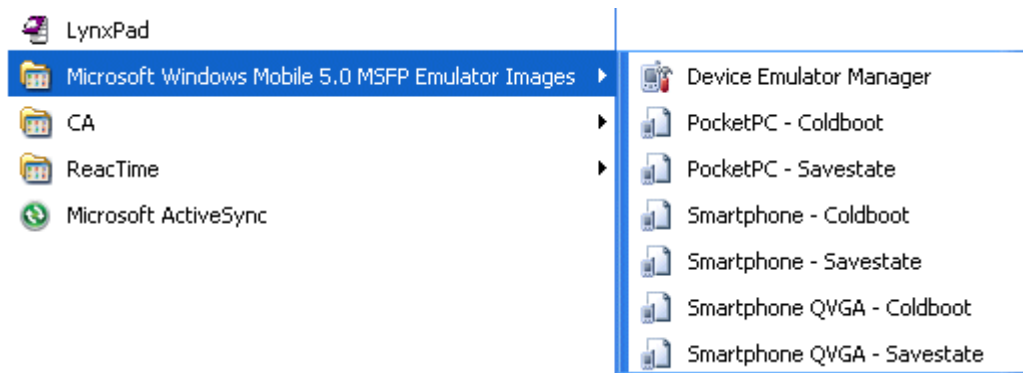 LynxPad
Microsoft Windows Mobile 5.0 MSFP Emulator Images
CA
ReacTime
Microsoft ActiveSync
Device Emulator Manager
PocketPC - Coldboot
PocketPC - Savestate
Smartphone - Coldboot
Smartphone - Savestate
Smartphone QVGA - Coldboot
Smartphone QVGA - Savestate